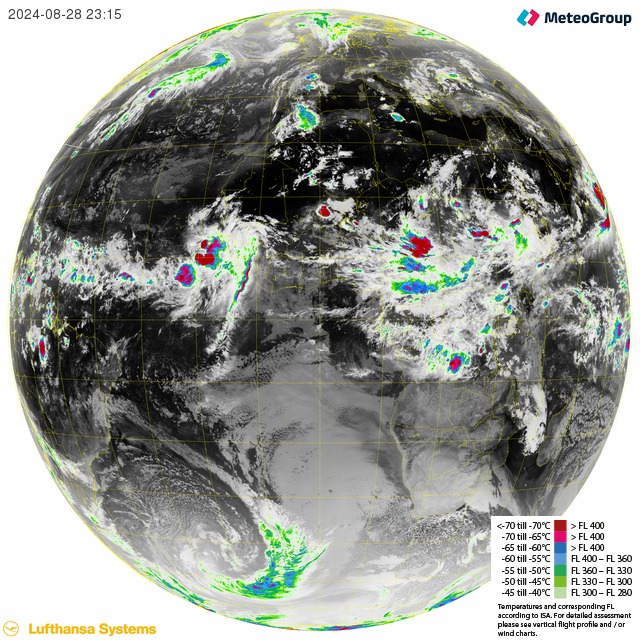 2024-08-28 23:15
MeteoGroup
<-70 till -70°C > FL 400
-70 till -65°C > FL 400
-65 till -60°C > FL 400
-60 till -55°C FL 400 – FL 360
-55 till -50°C FL 360 – FL 330
-50 till -45°C FL 330 – FL 300
-45 till -40°C FL 300 – FL 280
Temperatures and corresponding FL
according to ISA. For detailed assessment
please see vertical flight profile and / or
wind charts.
Lufthansa Systems